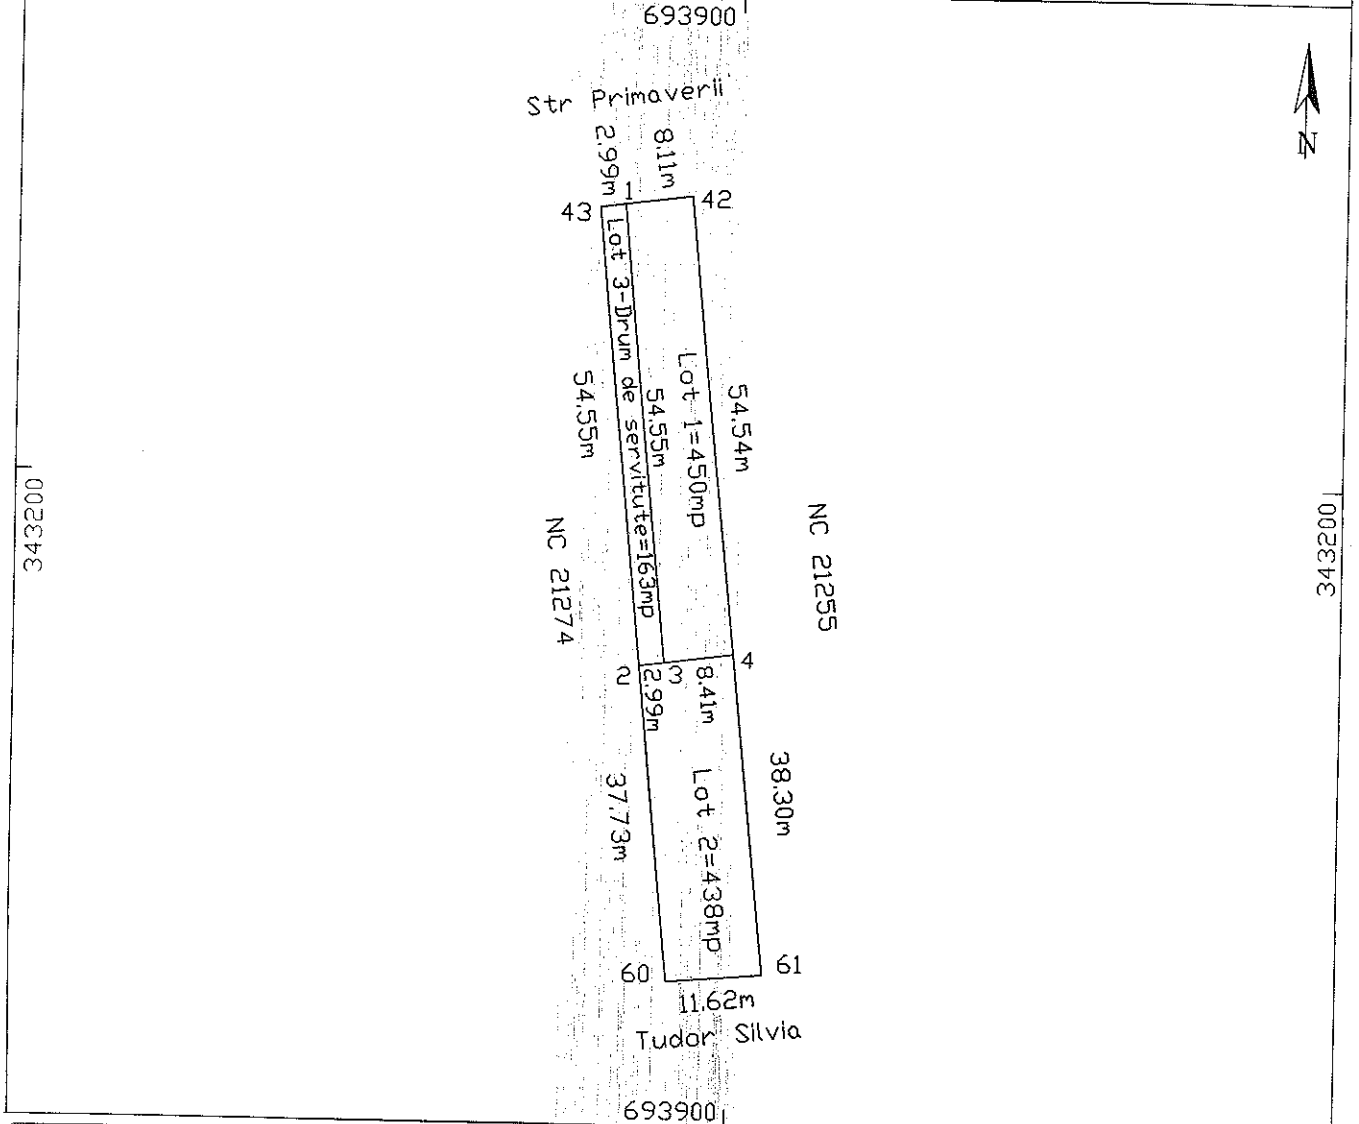 693900
N
Str Primaverii
2.99m
8.11m
43
1
42
Lot 3-Drum de servitute=163mp
54.55m
54.55m
Lot 1=450mp
54.54m
343200
343200
NC 21274
NC 21255
2
3
4
2.99m
8.41m
37.73m
Lot 2=438mp
38.30m
60
61
11.62m
Tudor Silvia
693900